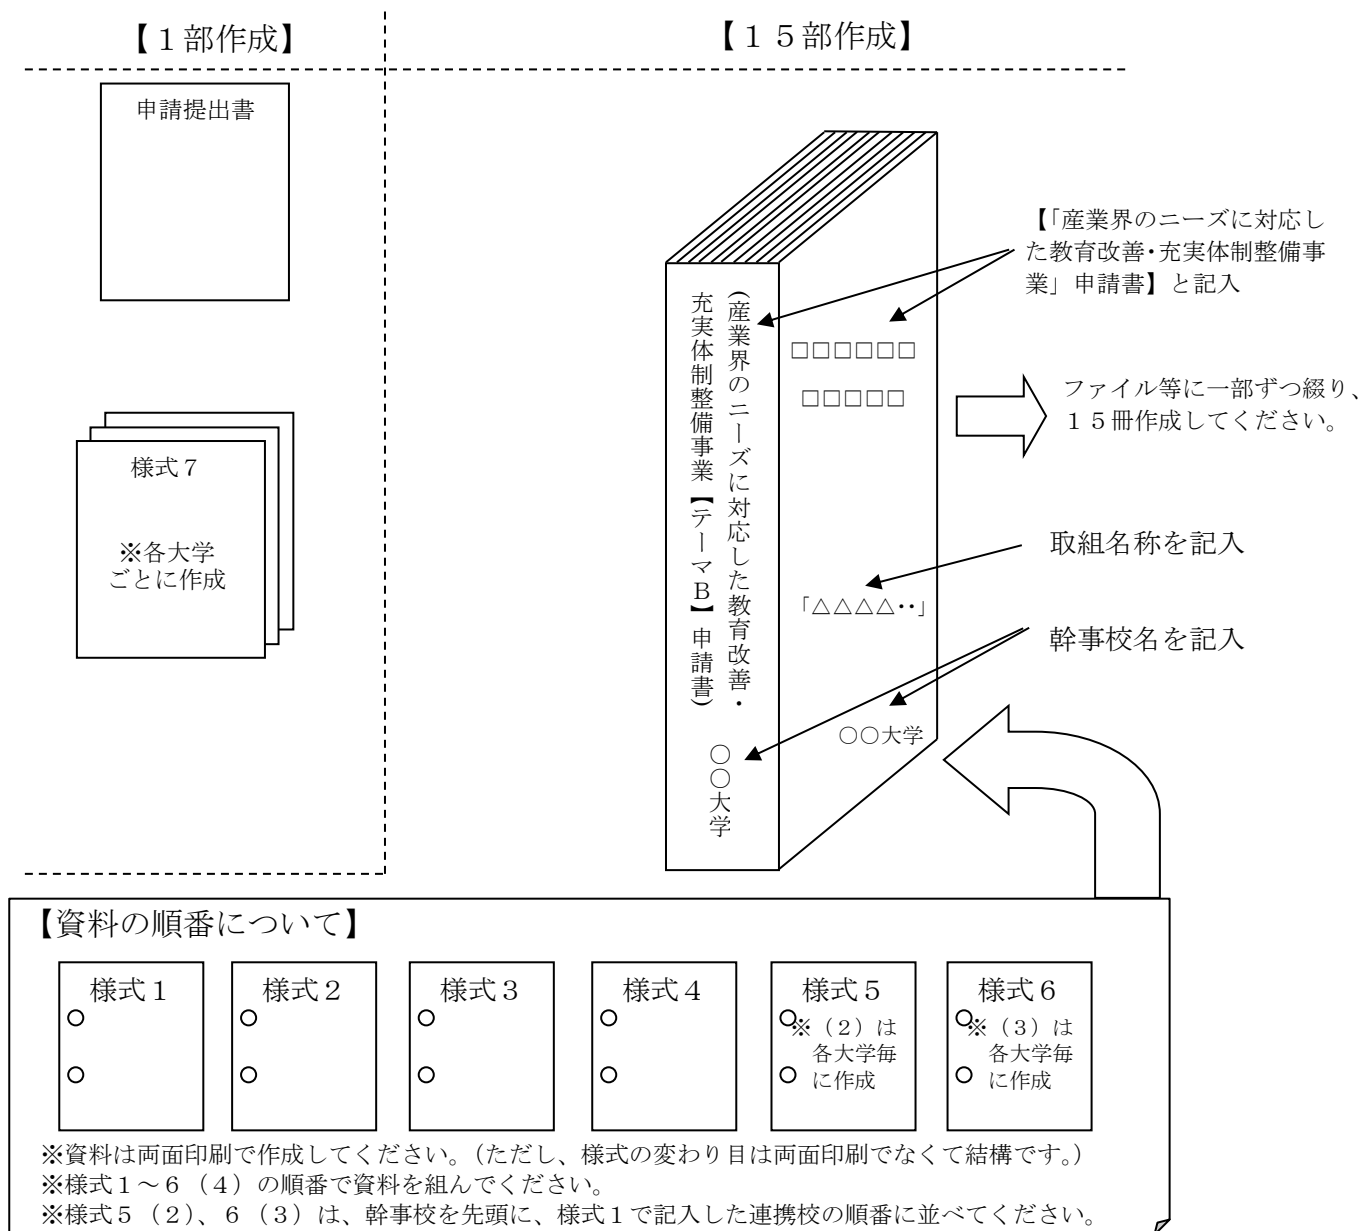 【１部作成】
【１５部作成】
申請提出書
様式７
※各大学
ごとに作成
（産業界のニーズに対応した教育改善・
充実体制整備事業【テーマＢ】申請書）
○○大学
□□□□□□
□□□□□
「△△△△‥」
○○大学
【「産業界のニーズに対応し
た教育改善・充実体制整備事
業」申請書】と記入
ファイル等に一部ずつ綴り、
１５冊作成してください。
取組名称を記入
幹事校名を記入
【資料の順番について】
様式１
様式２
様式３
様式４
様式５
※（２）は
各大学毎
に作成
様式６
※（３）は
各大学毎
に作成
※資料は両面印刷で作成してください。（ただし、様式の変わり目は両面印刷でなくて結構です。）
※様式１～６（４）の順番で資料を組んでください。
※様式５（２）、６（３）は、幹事校を先頭に、様式１で記入した連携校の順番に並べてください。